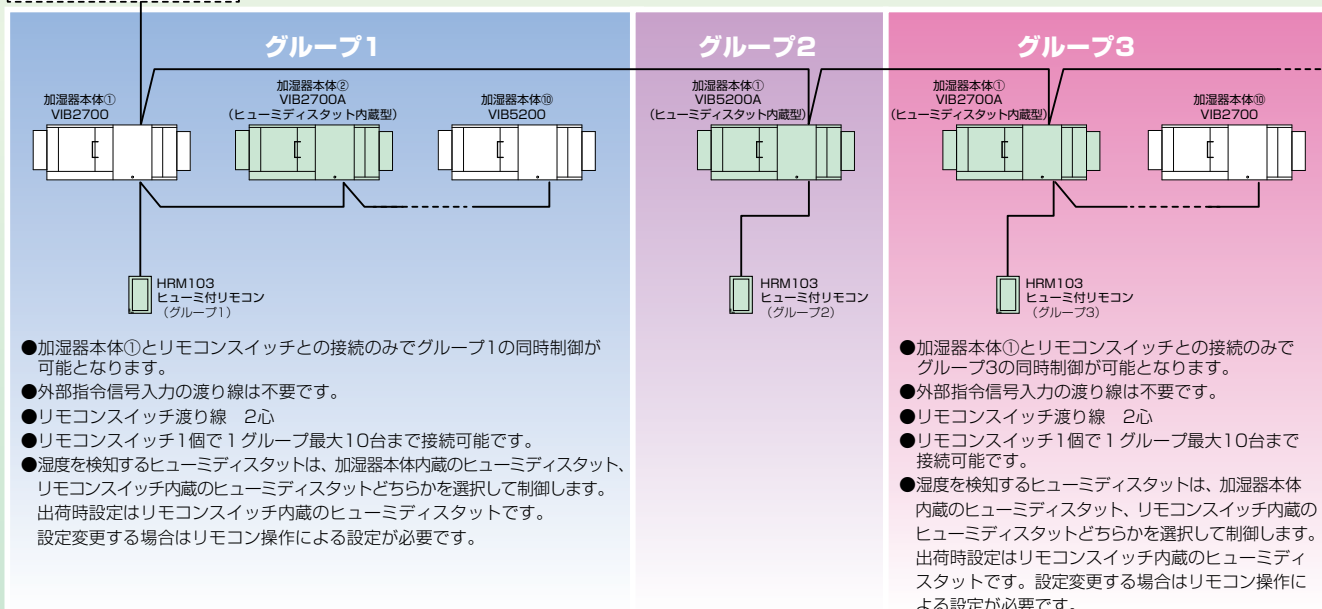 グループ1
加湿器本体①
VIB2700
加湿器本体②
VIB2700A
(ヒューミディスタット内蔵型)
加湿器本体⑩
VIB5200
HRM103
ヒューミ付リモコン
(グループ1)
●加湿器本体①とリモコンスイッチとの接続のみでグループ1の同時制御が
可能となります。
●外部指令信号入力の渡り線は不要です。
●リモコンスイッチ渡り線　2心
●リモコンスイッチ1個で1グループ最大10台まで接続可能です。
●湿度を検知するヒューミディスタットは、加湿器本体内蔵のヒューミディスタット、
リモコンスイッチ内蔵のヒューミディスタットどちらかを選択して制御します。
出荷時設定はリモコンスイッチ内蔵のヒューミディスタットです。
設定変更する場合はリモコン操作による設定が必要です。
グループ2
加湿器本体①
VIB5200A
(ヒューミディスタット内蔵型)
HRM103
ヒューミ付リモコン
(グループ2)
グループ3
加湿器本体①
VIB2700A
(ヒューミディスタット内蔵型)
加湿器本体⑩
VIB2700
HRM103
ヒューミ付リモコン
(グループ3)
●加湿器本体①とリモコンスイッチとの接続のみで
グループ3の同時制御が可能となります。
●外部指令信号入力の渡り線は不要です。
●リモコンスイッチ渡り線　2心
●リモコンスイッチ1個で1グループ最大10台まで
接続可能です。
●湿度を検知するヒューミディスタットは、加湿器本体
内蔵のヒューミディスタット、リモコンスイッチ内蔵の
ヒューミディスタットどちらかを選択して制御します。
出荷時設定はリモコンスイッチ内蔵のヒューミディ
スタットです。設定変更する場合はリモコン操作に
よる設定が必要です。